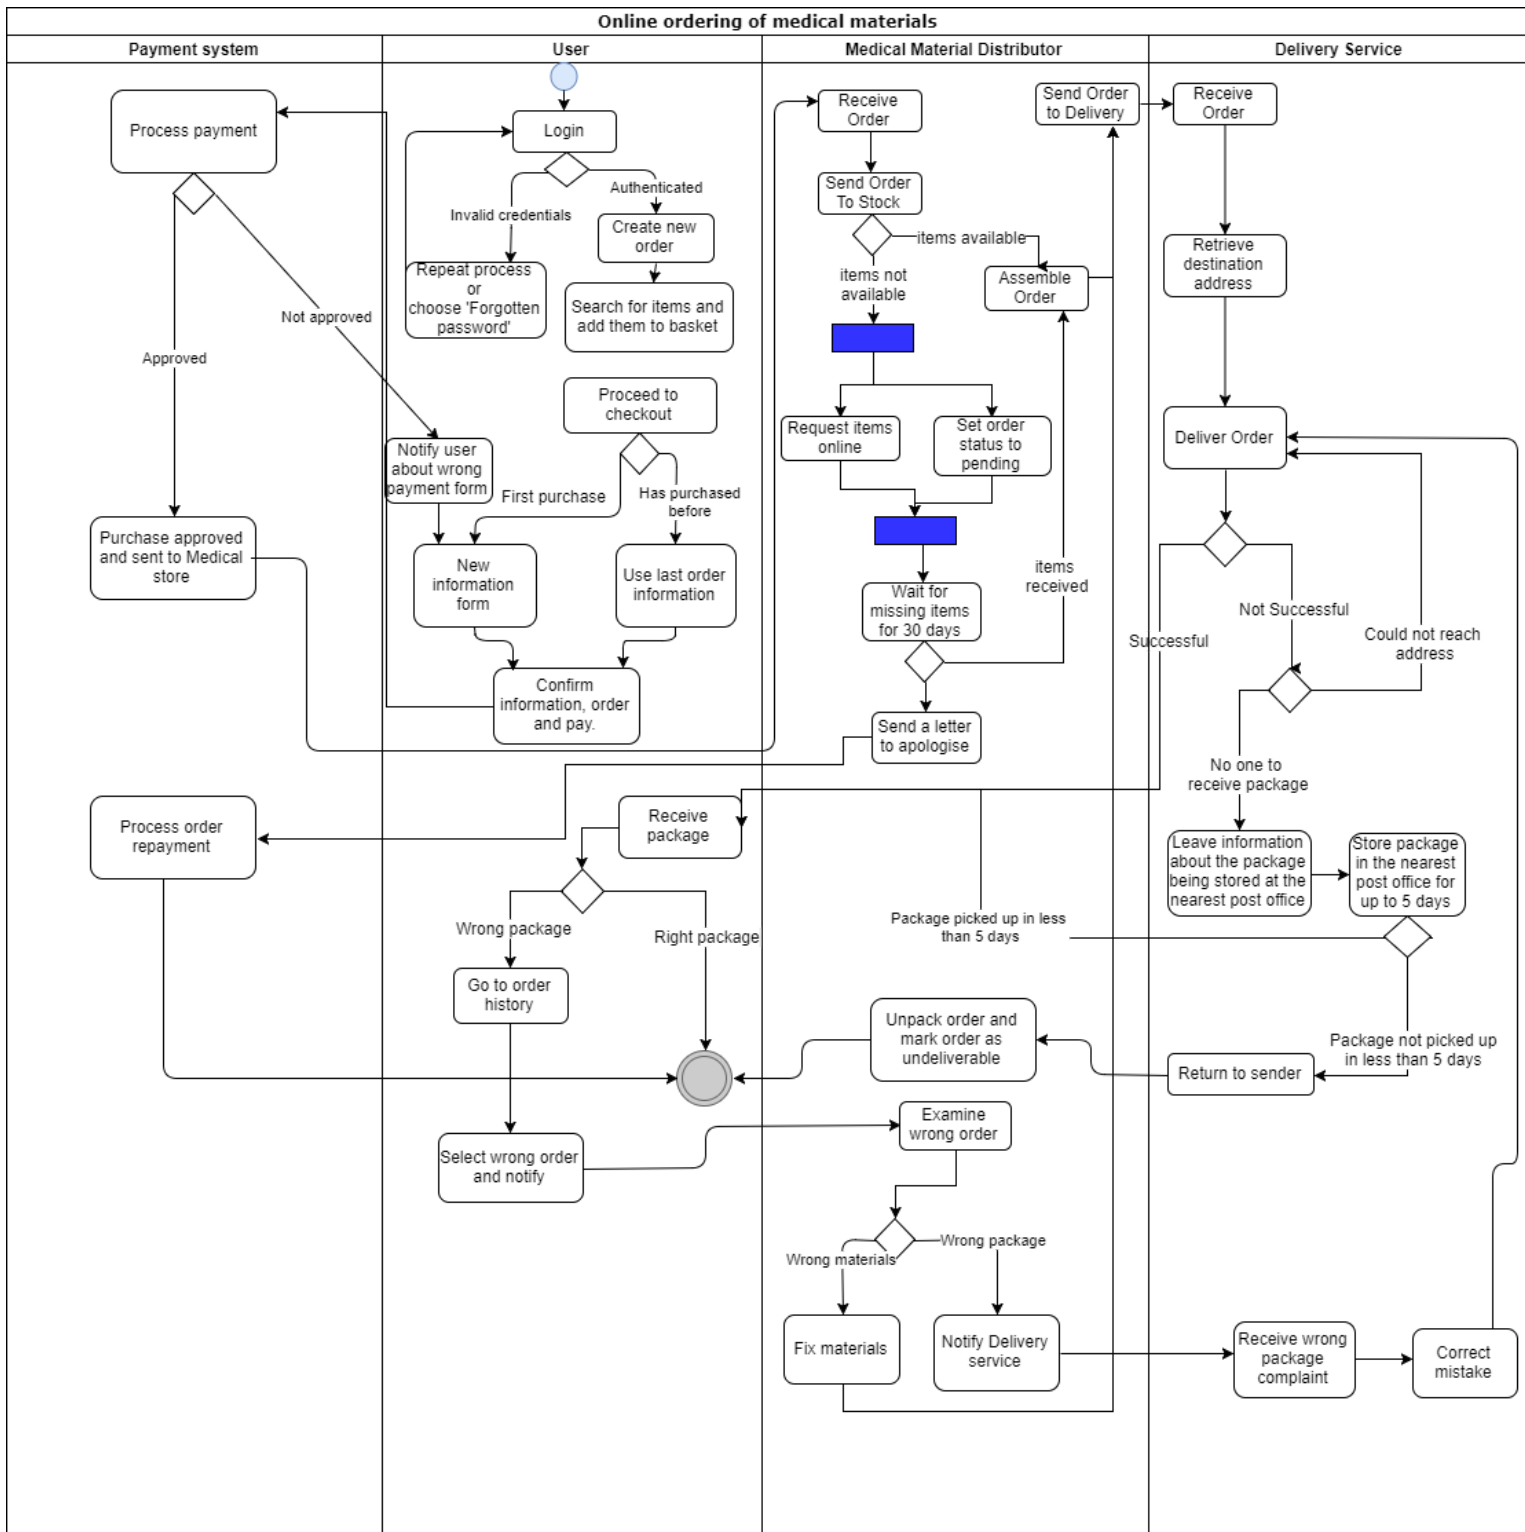 Online ordering of medical materials
Payment system
User
Medical Material Distributor
Delivery Service
Process payment
Not approved
Approved
Purchase approved
and sent to Medical
store
Process order
repayment
Login
Invalid credentials
Authenticated
Create new
order
Repeat process
or
choose 'Forgotten
password'
Search for items and
add them to basket
Proceed to
checkout
Notify user
about wrong
payment form
First purchase
Has purchased
before
New
information
form
Use last order
information
Confirm
information, order
and pay.
Receive
package
Wrong package
Right package
Go to order
history
Select wrong order
and notify
Receive
Order
Send Order
to Delivery
Send Order
To Stock
items available
items not
available
Assemble
Order
Request items
online
Set order
status to
pending
items
received
Wait for
missing items
for 30 days
Send a letter
to apologise
Package picked up in less
than 5 days
Unpack order and
mark order as
undeliverable
Examine
wrong order
Wrong materials
Wrong package
Fix materials
Notify Delivery
service
Receive
Order
Retrieve
destination
address
Deliver Order
Successful
Not Successful
Could not reach
address
No one to
receive package
Leave information
about the package
being stored at the
nearest post office
Store package
in the nearest
post office for
up to 5 days
Package not picked up
in less than 5 days
Return to sender
Receive wrong
package
complaint
Correct
mistake